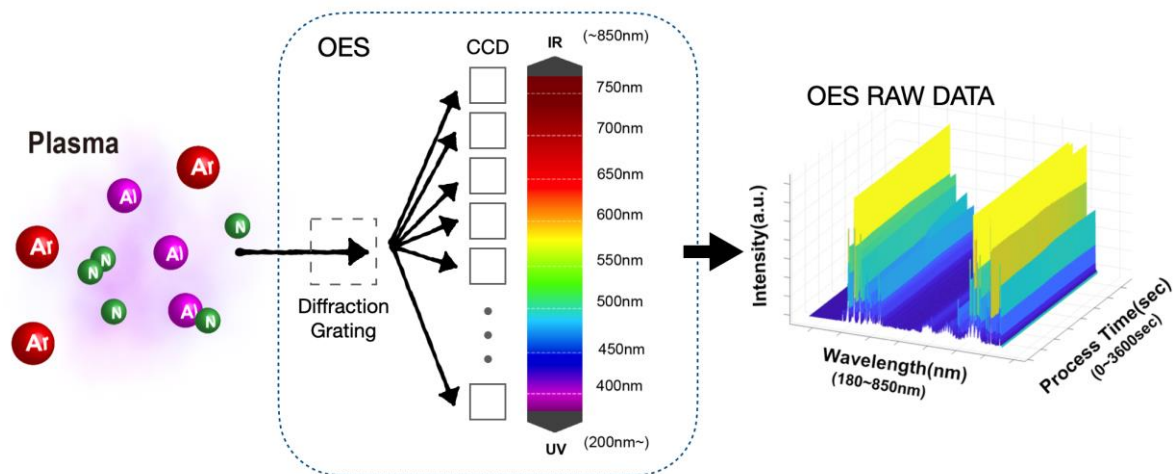 OES
CCD
IR
(~850nm)
750nm
700nm
650nm
600nm
550nm
500nm
450nm
400nm
UV
(200nm~)
Plasma
Ar
Al
N
Ar
N
N
Al
N
Al
N
Ar
Diffraction
Grating
OES RAW DATA
Intensity(a.u.)
Wavelength(nm)
(180~850nm)
Process Time(sec)
(0~3600sec)